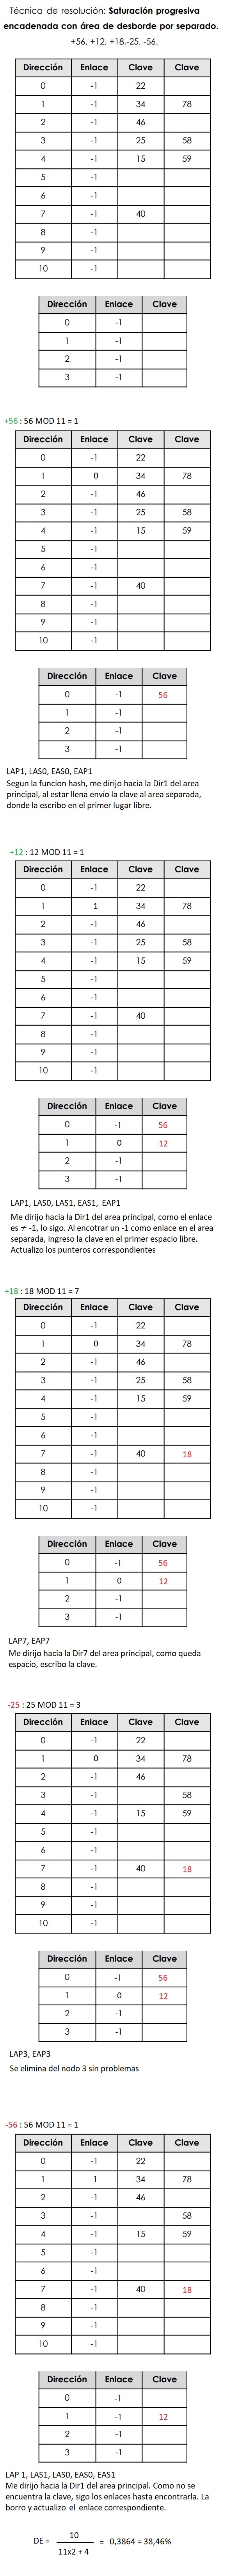 Técnica de resolución: Saturación progresiva
encadenada con área de desborde por separado.
+56, +12, +18,-25, -56.
Dirección Enlace Clave Clave
0 -1 22
1 -1 34 78
2 -1 46
3 -1 25 58
4 -1 15 59
5 -1
6 -1
7 -1 40
8 -1
9 -1
10 -1
Dirección Enlace Clave
0 -1
1 -1
2 -1
3 -1
+56 : 56 MOD 11 = 1
Dirección Enlace Clave Clave
0 -1 22
1 0 34 78
2 -1 46
3 -1 25 58
4 -1 15 59
5 -1
6 -1
7 -1 40
8 -1
9 -1
10 -1
Dirección Enlace Clave
0 -1 56
1 -1
2 -1
3 -1
LAP1, LAS0, EAS0, EAP1
Segun la funcion hash, me dirijo hacia la Dir1 del area
principal, al estar llena envío la clave al area separada,
donde la escribo en el primer lugar libre.
+12 : 12 MOD 11 = 1
Dirección Enlace Clave Clave
0 -1 22
1 1 34 78
2 -1 46
3 -1 25 58
4 -1 15 59
5 -1
6 -1
7 -1 40
8 -1
9 -1
10 -1
Dirección Enlace Clave
0 -1 56
1 0 12
2 -1
3 -1
LAP1, LAS0, LAS1, EAS1, EAP1
Me dirijo hacia la Dir1 del area principal, como el enlace
es ≠ -1, lo sigo. Al encotrar un -1 como enlace en el area
separada, ingreso la clave en el primer espacio libre.
Actualizo los punteros correspondientes
+18 : 18 MOD 11 = 7
Dirección Enlace Clave Clave
0 -1 22
1 0 34 78
2 -1 46
3 -1 25 58
4 -1 15 59
5 -1
6 -1
7 -1 40 18
8 -1
9 -1
10 -1
Dirección Enlace Clave
0 -1 56
1 0 12
2 -1
3 -1
LAP7, EAP7
Me dirijo hacia la Dir7 del area principal, como queda
espacio, escribo la clave.
-25 : 25 MOD 11 = 3
Dirección Enlace Clave Clave
0 -1 22
1 0 34 78
2 -1 46
3 -1 58
4 -1 15 59
5 -1
6 -1
7 -1 40 18
8 -1
9 -1
10 -1
Dirección Enlace Clave
0 -1 56
1 0 12
2 -1
3 -1
LAP3, EAP3
Se elimina del nodo 3 sin problemas
-56 : 56 MOD 11 = 1
Dirección Enlace Clave Clave
0 -1 22
1 1 34 78
2 -1 46
3 -1 58
4 -1 15 59
5 -1
6 -1
7 -1 40 18
8 -1
9 -1
10 -1
Dirección Enlace Clave
0 -1
1 -1 12
2 -1
3 -1
LAP 1, LAS1, LAS0, EAS0, EAS1
Me dirijo hacia la Dir1 del area principal. Como no se
encuentra la clave, sigo los enlaces hasta encontrarla. La
borro y actualizo el enlace correspondiente.
10
DE = = 0,3864 = 38,46%
11x2 + 4